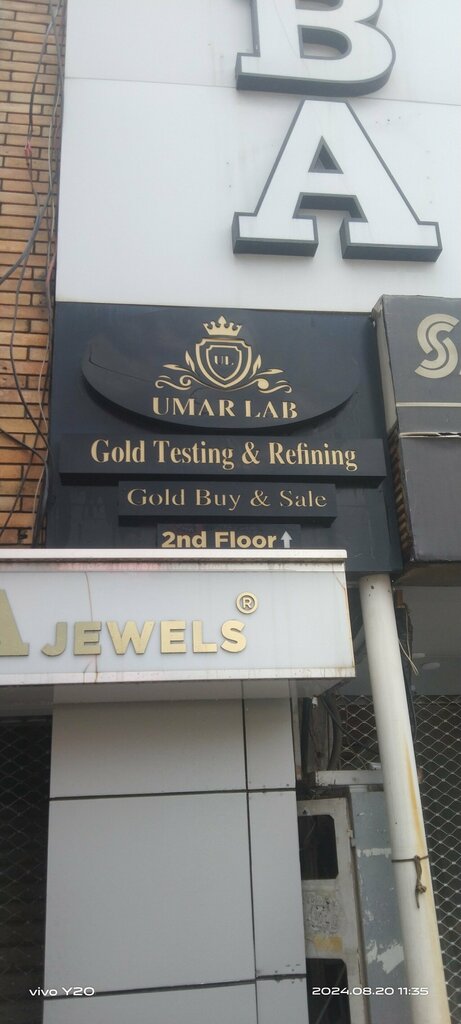 B
A
UL
UMAR LAB
Gold Testing & Refining
Gold Buy & Sale
2nd Floor↑
S
A JEWELS®
vivo Y20
2024.08.20 11:35